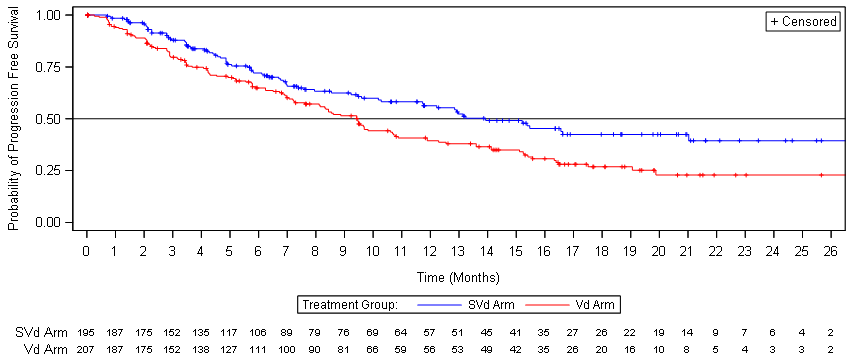 + Censored
Probability of Progression Free Survival
1.00
0.75
0.50
0.25
0.00
0 1 2 3 4 5 6 7 8 9 10 11 12 13 14 15 16 17 18 19 20 21 22 23 24 25 26
Time (Months)
Treatment Group: SVd Arm Vd Arm
SVd Arm 195 187 175 152 135 117 106 89 79 76 69 64 57 51 45 41 35 27 26 22 19 14 9 7 6 4 2
Vd Arm 207 187 175 152 138 127 111 100 90 81 66 59 56 53 49 42 35 26 20 16 10 8 5 4 3 3 2